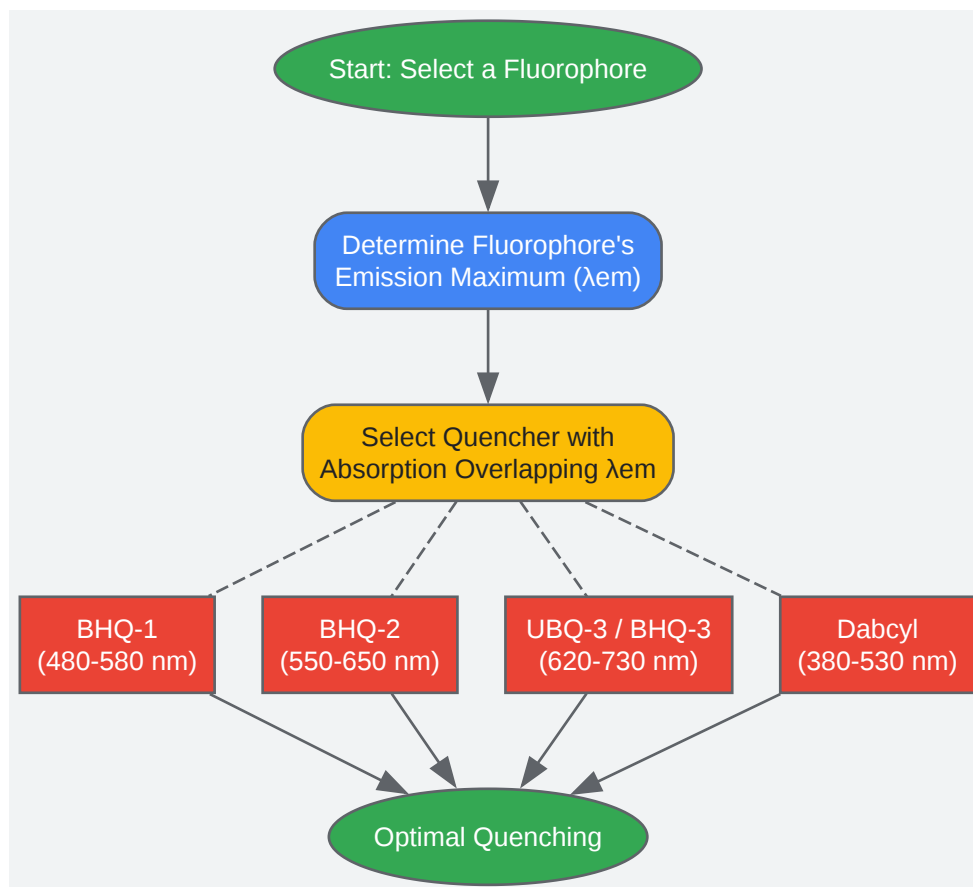 Start: Select a Fluorophore
Determine Fluorophore's
Emission Maximum (λem)
Select Quencher with
Absorption Overlapping λem
BHQ-1
(480-580 nm)
BHQ-2
(550-650 nm)
UBQ-3 / BHQ-3
(620-730 nm)
Dabcyl
(380-530 nm)
Optimal Quenching